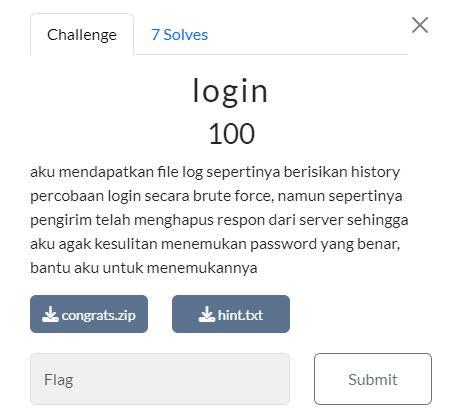 Challenge
7 Solves
login
100
aku mendapatkan file log sepertinya berisikan history
percobaan login secara brute force, namun sepertinya
pengirim telah menghapus respon dari server sehingga
aku agak kesulitan menemukan password yang benar,
bantu aku untuk menemukannya
congrats.zip
hint.txt
Flag
Submit